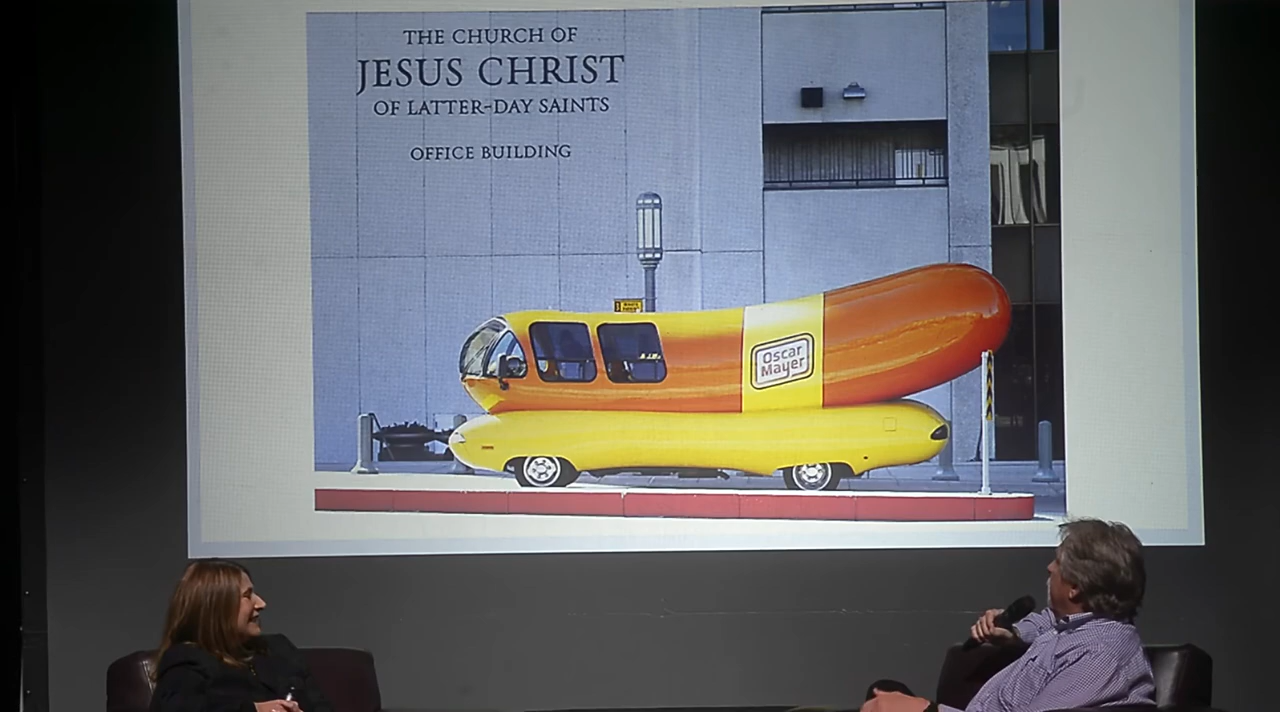 THE CHURCH OF
JESUS CHRIST
OF LATTER-DAY SAINTS
OFFICE BUILDING
Oscar
Mayer